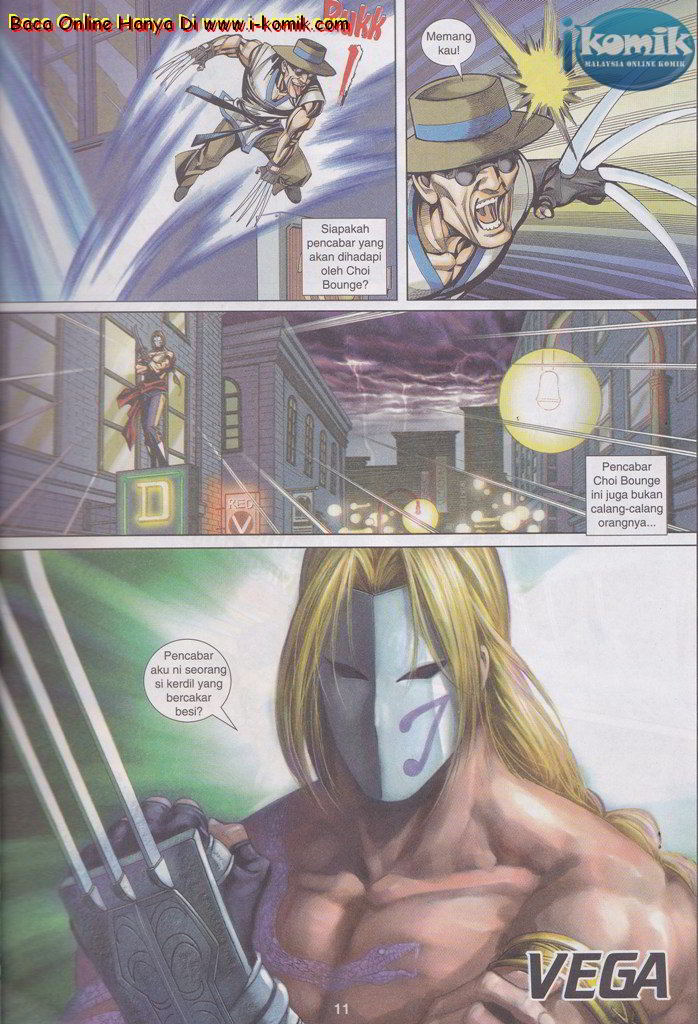 Baca Online Hanya Di www.i-komik.com
Dukk
!
ikomik
MALAYSIA ONLINE KOMIK
Siapakah
pencabar yang
akan dihadapi
oleh Choi
Bounge?
Memang
kau!
D
RED
V
Pencabar
Choi Bounge
ini juga bukan
calang-calang
orangnya...
Pencabar
aku ni seorang
si kerdil yang
bercakar
besi?
VEGA
11